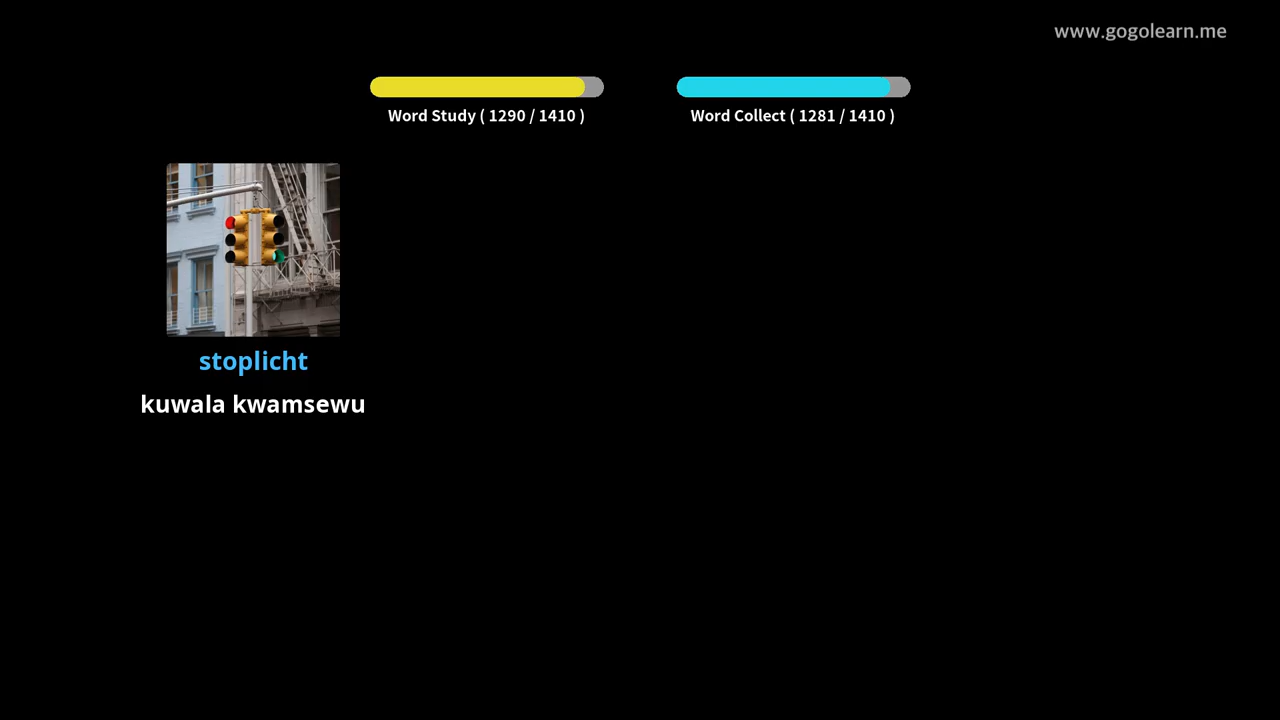 www.gogolearn.me
Word Study ( 1290 / 1410 )
Word Collect ( 1281 / 1410 )
stoplicht
kuwala kwamsewu